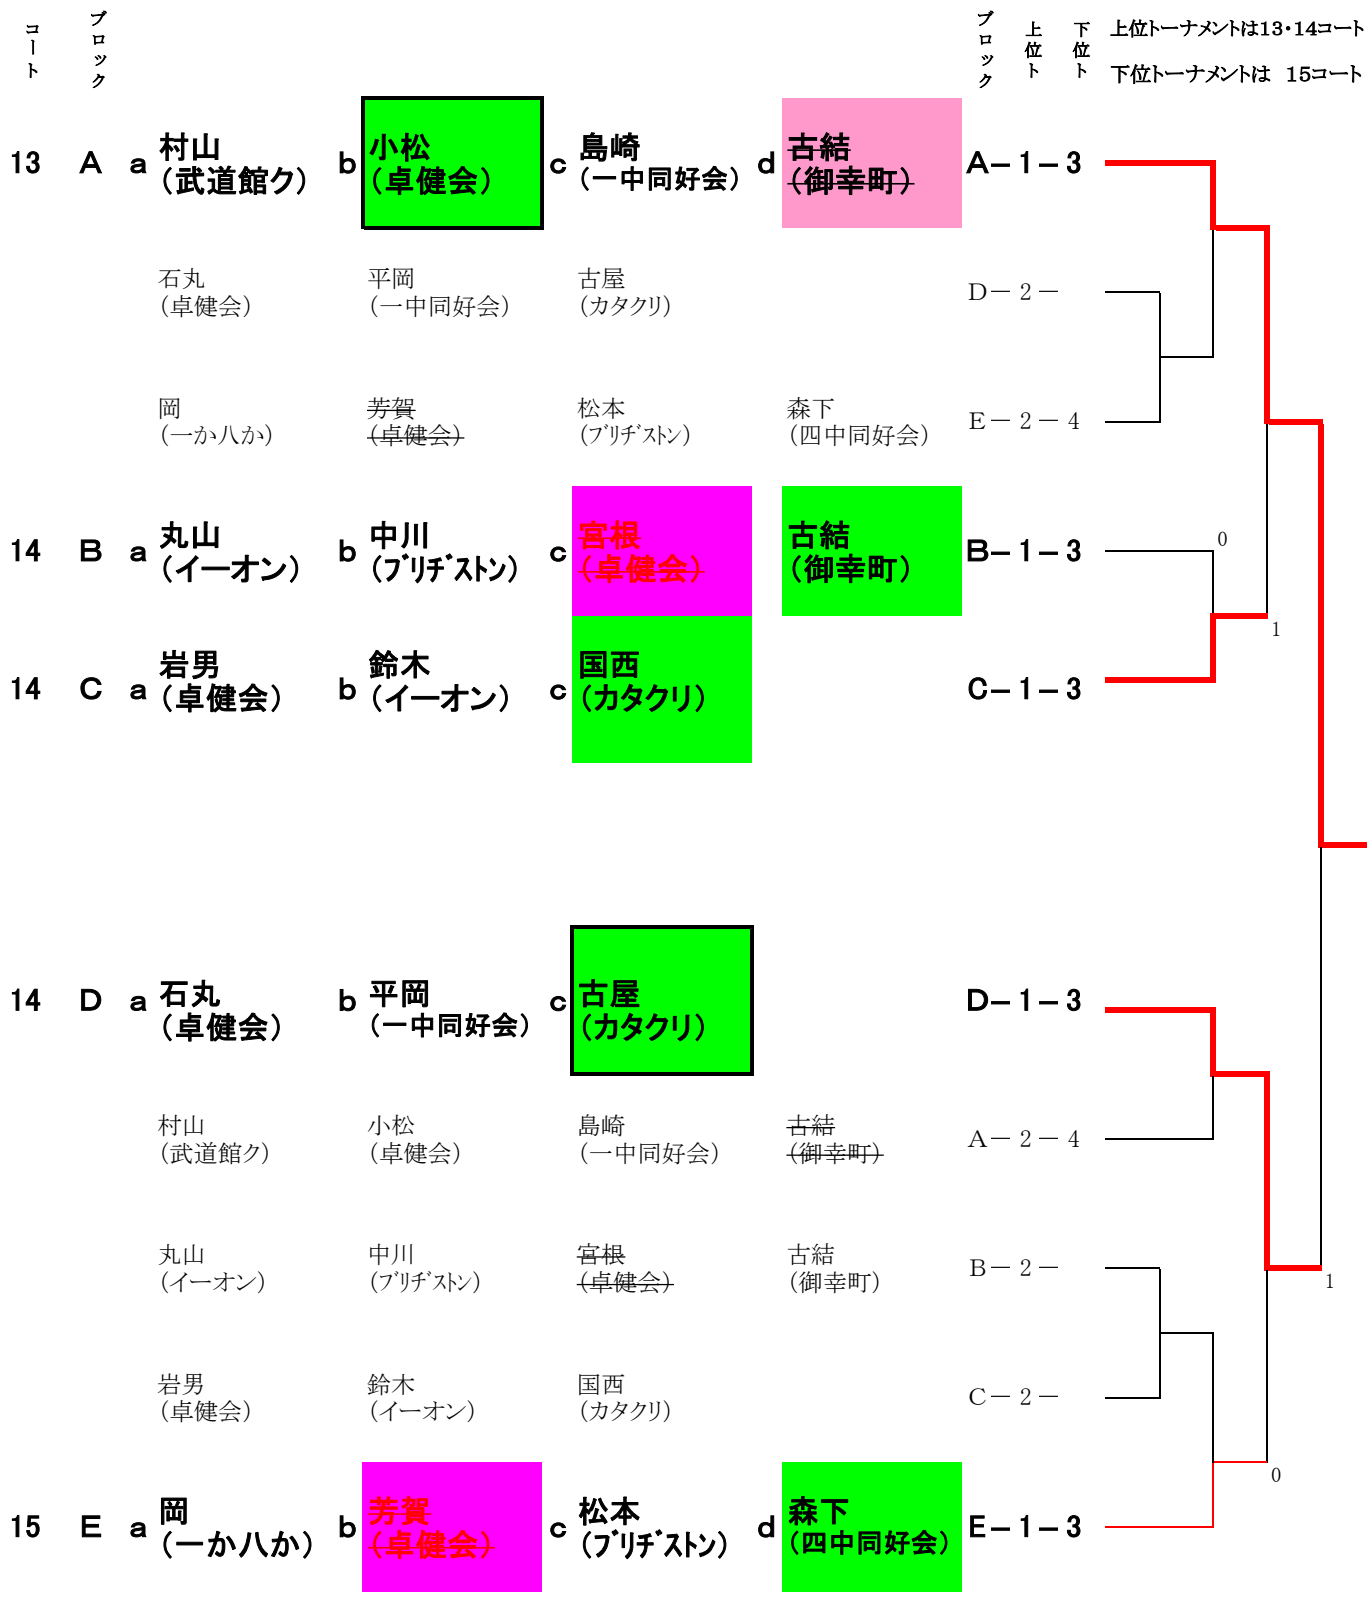 コート ブロック ブロック 上位ト 下位ト 上位トーナメントは13・14コート
下位トーナメントは 15コート
13 A a 村山 b 小松 c 島崎 d 古結 A－1－3
（武道館ク） （卓健会） （一中同好会） （御幸町）
石丸 平岡 古屋 D－2－
（卓健会） （一中同好会） （カタクリ）
岡 芳賀 松本 森下 E－2－4
（一か八か） （卓健会） （ﾌﾞﾘﾁﾞｽﾄﾝ） （四中同好会）
14 B a 丸山 b 中川 c 宮根 古結 B－1－3 0
（イーオン） （ﾌﾞﾘﾁﾞｽﾄﾝ） （卓健会） （御幸町）
1
14 C a 岩男 b 鈴木 c 国西 C－1－3
（卓健会） （イーオン） （カタクリ）
14 D a 石丸 b 平岡 c 古屋 D－1－3
（卓健会） （一中同好会） （カタクリ）
村山 小松 島崎 古結 A－2－4
（武道館ク） （卓健会） （一中同好会） （御幸町）
丸山 中川 宮根 古結 B－2－
（イーオン） （ﾌﾞﾘﾁﾞｽﾄﾝ） （卓健会） （御幸町） 1
岩男 鈴木 国西 C－2－
（卓健会） （イーオン） （カタクリ）
0
15 E a 岡 b 芳賀 c 松本 d 森下 E－1－3
（一か八か） （卓健会） （ﾌﾞﾘﾁﾞｽﾄﾝ） （四中同好会）